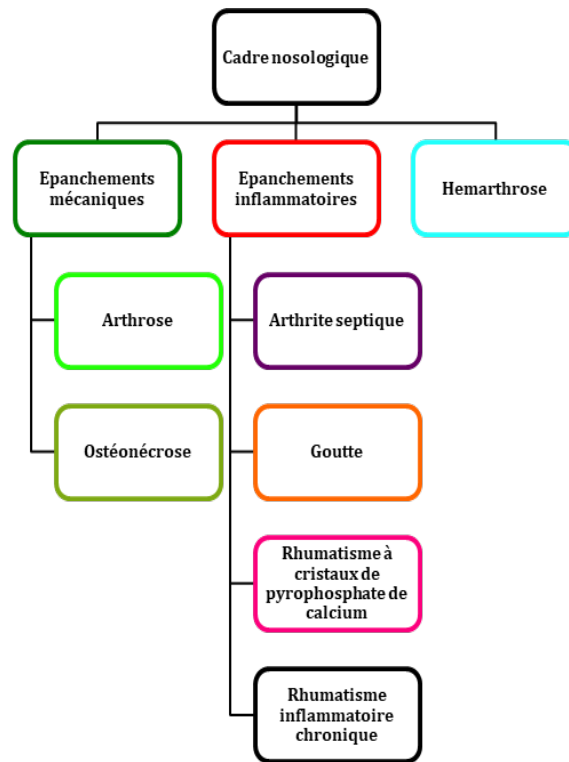 Cadre nosologique
Epanchements
mécaniques
Epanchements
inflammatoires
Hemarthrose
Arthrose
Arthrite septique
Ostéonécrose
Goutte
Rhumatisme à
cristaux de
pyrophosphate de
calcium
Rhumatisme
inflammatoire
chronique